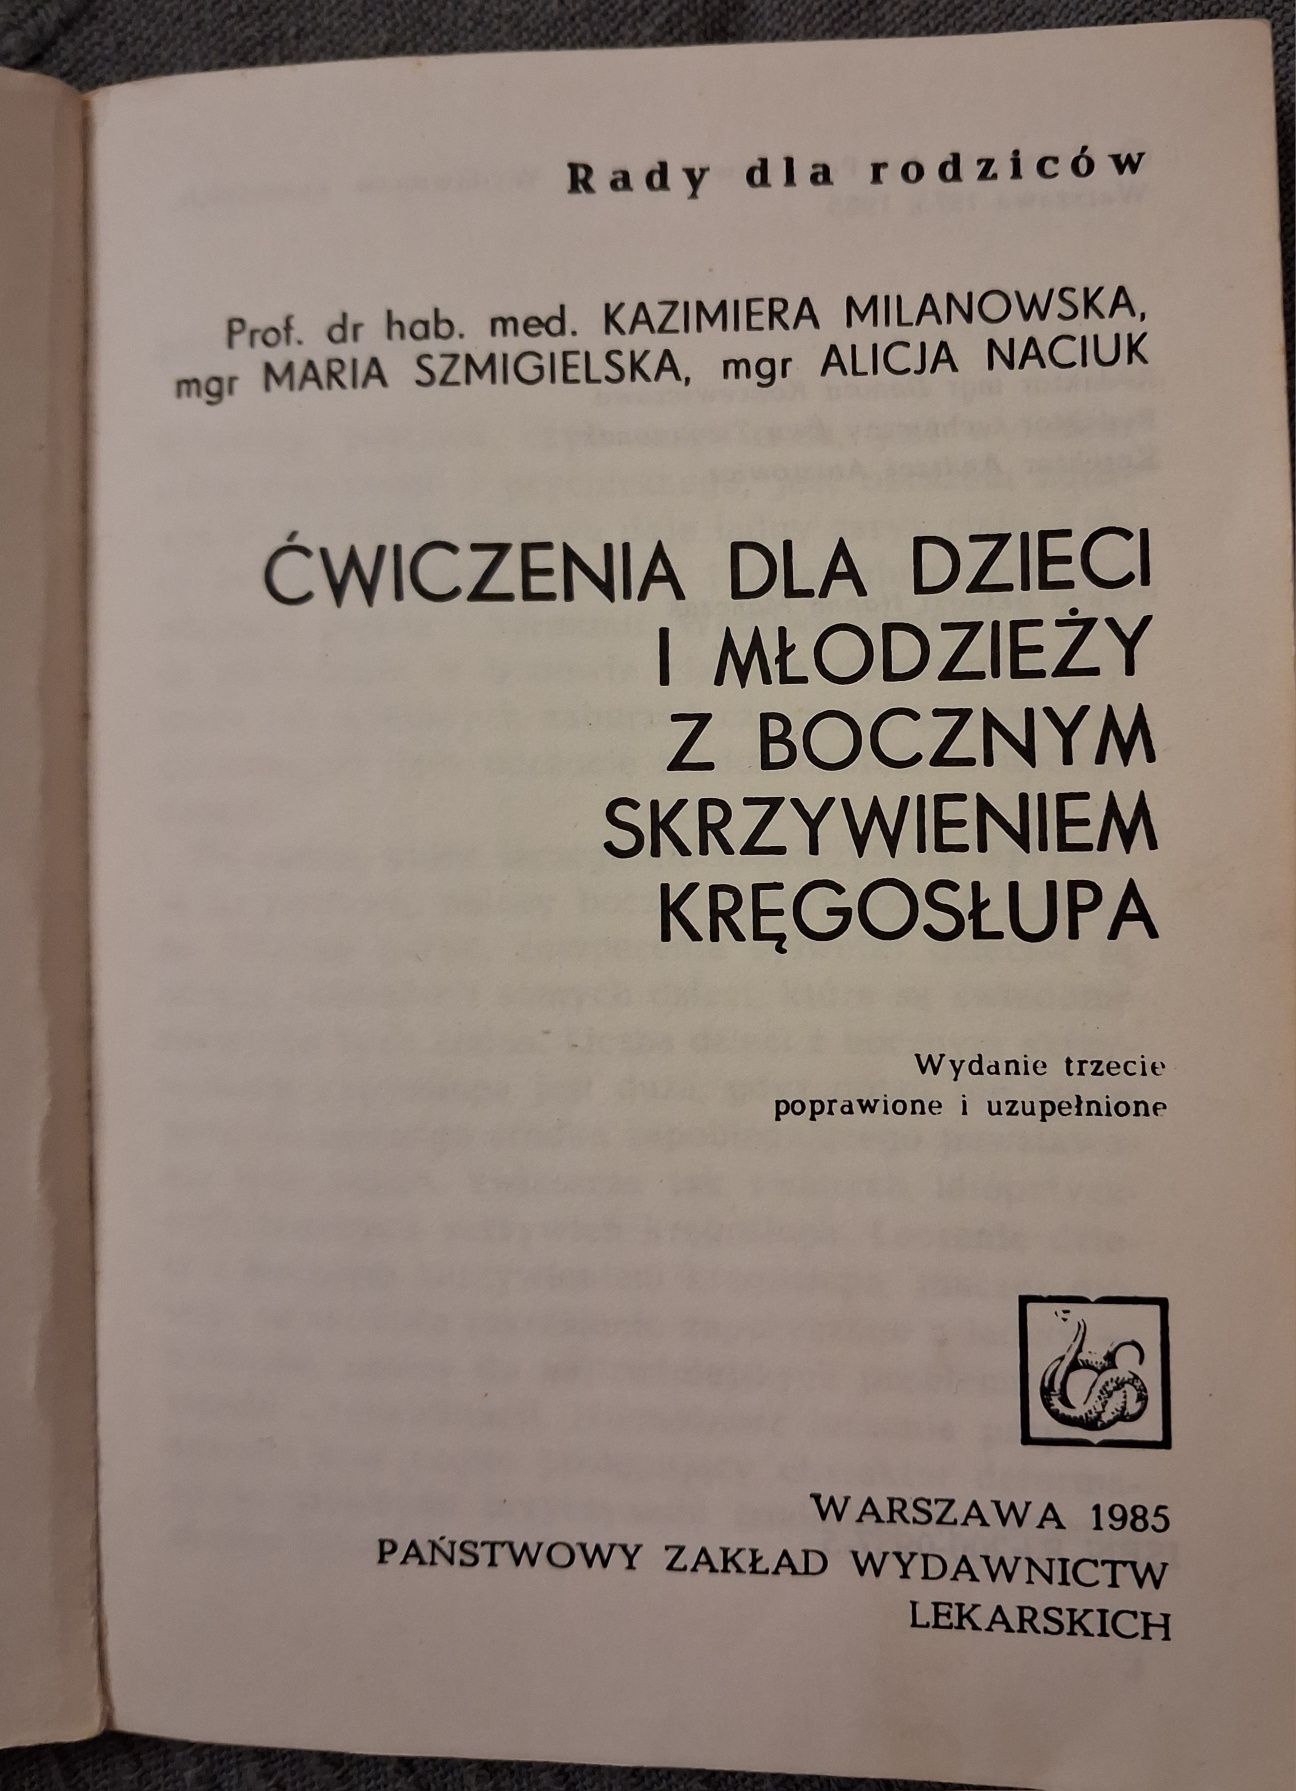 Rady dla rodziców
Prof. dr hab. med. KAZIMIERA MILANOWSKA,
mgr MARIA SZMIGIELSKA, mgr ALICJA NACIUK
ĆWICZENIA DLA DZIECI
I MŁODZIEŻY
Z BOCZNYM
SKRZYWIENIEM
KRĘGOSŁUPA
Wydanie trzecie
poprawione i uzupełnione
WARSZAWA 1985
PAŃSTWOWY ZAKŁAD WYDAWNICTW
LEKARSKICH